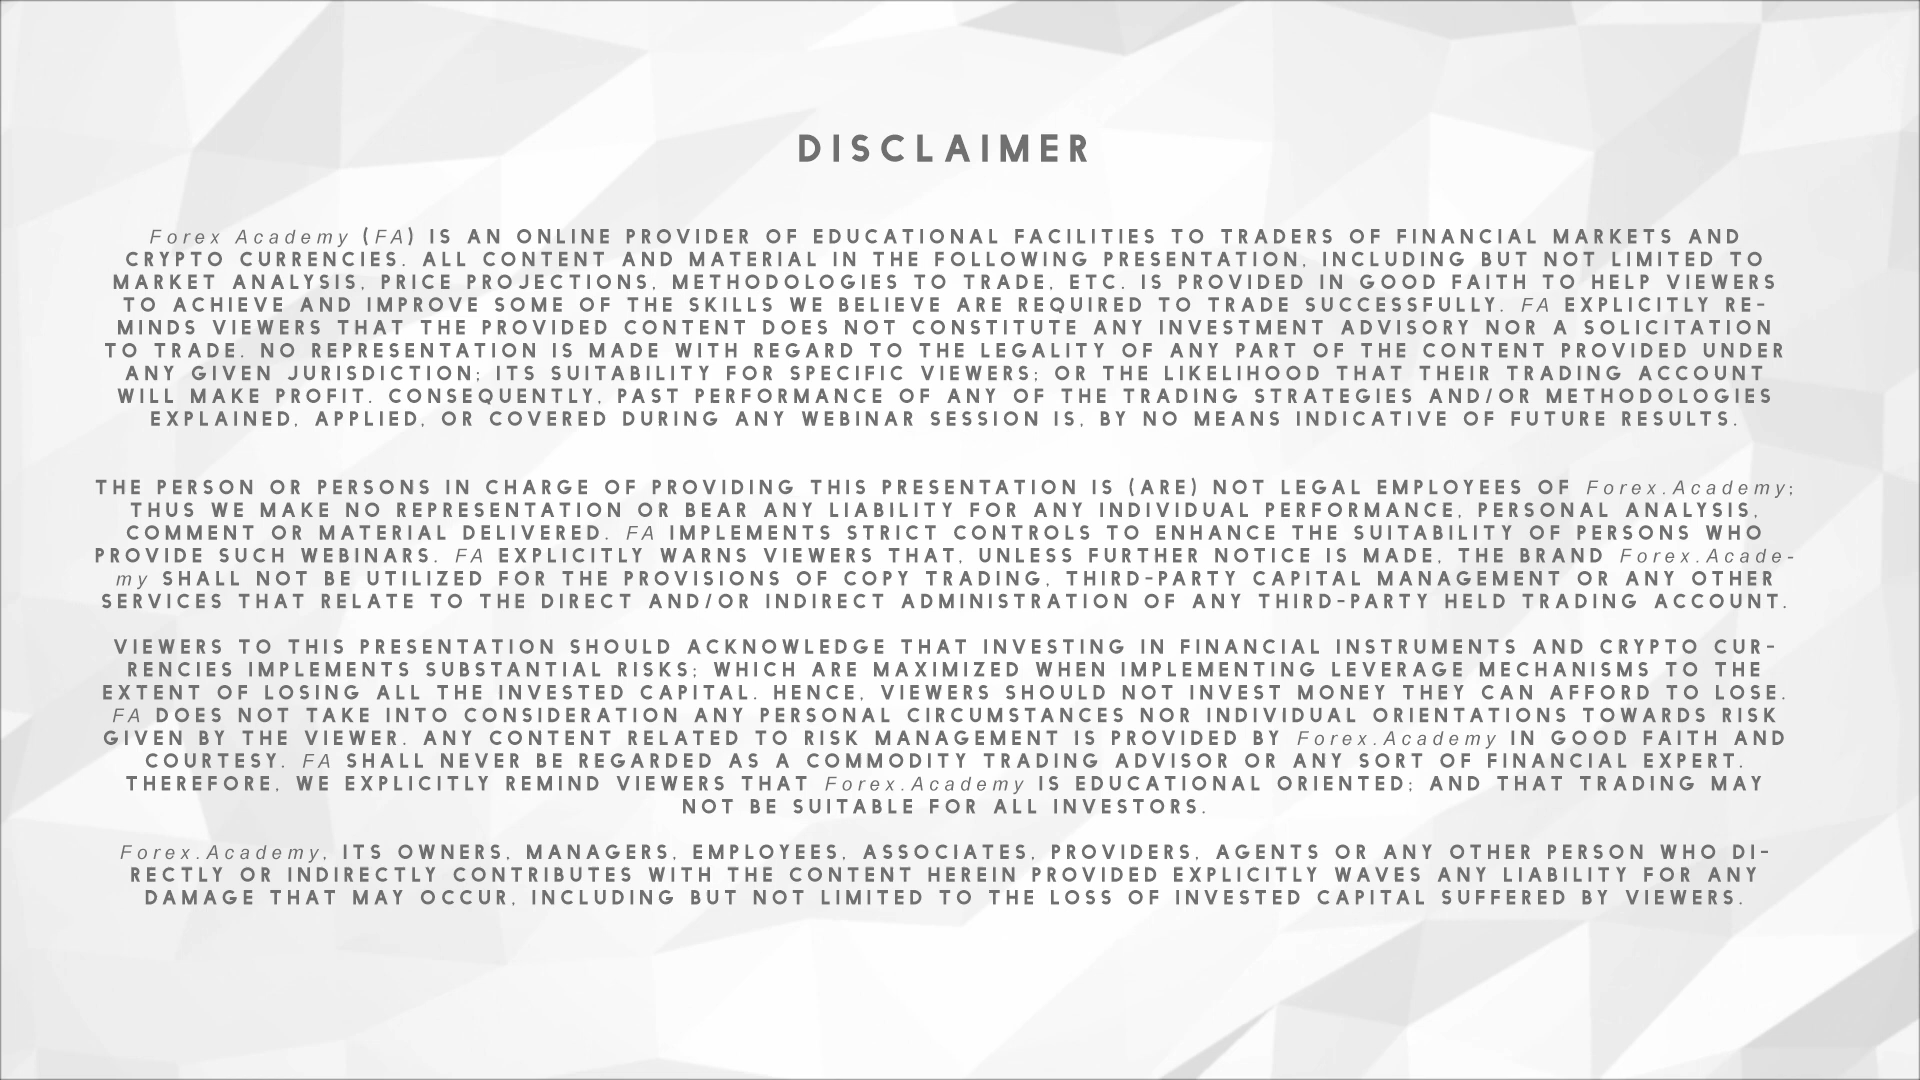 DISCLAIMER
Forex Academy (FA) IS AN ONLINE PROVIDER OF EDUCATIONAL FACILITIES TO TRADERS OF FINANCIAL MARKETS AND
CRYPTO CURRENCIES. ALL CONTENT AND MATERIAL IN THE FOLLOWING PRESENTATION, INCLUDING BUT NOT LIMITED TO
MARKET ANALYSIS, PRICE PROJECTIONS, METHODOLOGIES TO TRADE, ETC. IS PROVIDED IN GOOD FAITH TO HELP VIEWERS
TO ACHIEVE AND IMPROVE SOME OF THE SKILLS WE BELIEVE ARE REQUIRED TO TRADE SUCCESSFULLY. FA EXPLICITLY RE-
MINDS VIEWERS THAT THE PROVIDED CONTENT DOES NOT CONSTITUTE ANY INVESTMENT ADVISORY NOR A SOLICITATION
TO TRADE. NO REPRESENTATION IS MADE WITH REGARD TO THE LEGALITY OF ANY PART OF THE CONTENT PROVIDED UNDER
ANY GIVEN JURISDICTION; ITS SUITABILITY FOR SPECIFIC VIEWERS; OR THE LIKELIHOOD THAT THEIR TRADING ACCOUNT
WILL MAKE PROFIT. CONSEQUENTLY, PAST PERFORMANCE OF ANY OF THE TRADING STRATEGIES AND/OR METHODOLOGIES
EXPLAINED, APPLIED, OR COVERED DURING ANY WEBINAR SESSION IS, BY NO MEANS INDICATIVE OF FUTURE RESULTS.
THE PERSON OR PERSONS IN CHARGE OF PROVIDING THIS PRESENTATION IS (ARE) NOT LEGAL EMPLOYEES OF Forex.Academy;
THUS WE MAKE NO REPRESENTATION OR BEAR ANY LIABILITY FOR ANY INDIVIDUAL PERFORMANCE, PERSONAL ANALYSIS,
COMMENT OR MATERIAL DELIVERED. FA IMPLEMENTS STRICT CONTROLS TO ENHANCE THE SUITABILITY OF PERSONS WHO
PROVIDE SUCH WEBINARS. FA EXPLICITLY WARNS VIEWERS THAT, UNLESS FURTHER NOTICE IS MADE, THE BRAND Forex.Acade-
my SHALL NOT BE UTILIZED FOR THE PROVISIONS OF COPY TRADING, THIRD-PARTY CAPITAL MANAGEMENT OR ANY OTHER
SERVICES THAT RELATE TO THE DIRECT AND/OR INDIRECT ADMINISTRATION OF ANY THIRD-PARTY HELD TRADING ACCOUNT.
VIEWERS TO THIS PRESENTATION SHOULD ACKNOWLEDGE THAT INVESTING IN FINANCIAL INSTRUMENTS AND CRYPTO CUR-
RENCIES IMPLEMENTS SUBSTANTIAL RISKS; WHICH ARE MAXIMIZED WHEN IMPLEMENTING LEVERAGE MECHANISMS TO THE
EXTENT OF LOSING ALL THE INVESTED CAPITAL. HENCE, VIEWERS SHOULD NOT INVEST MONEY THEY CAN AFFORD TO LOSE.
FA DOES NOT TAKE INTO CONSIDERATION ANY PERSONAL CIRCUMSTANCES NOR INDIVIDUAL ORIENTATIONS TOWARDS RISK
GIVEN BY THE VIEWER. ANY CONTENT RELATED TO RISK MANAGEMENT IS PROVIDED BY Forex.Academy IN GOOD FAITH AND
COURTESY. FA SHALL NEVER BE REGARDED AS A COMMODITY TRADING ADVISOR OR ANY SORT OF FINANCIAL EXPERT.
THEREFORE, WE EXPLICITLY REMIND VIEWERS THAT Forex.Academy IS EDUCATIONAL ORIENTED; AND THAT TRADING MAY
NOT BE SUITABLE FOR ALL INVESTORS.
Forex.Academy, ITS OWNERS, MANAGERS, EMPLOYEES, ASSOCIATES, PROVIDERS, AGENTS OR ANY OTHER PERSON WHO DI-
RECTLY OR INDIRECTLY CONTRIBUTES WITH THE CONTENT HEREIN PROVIDED EXPLICITLY WAVES ANY LIABILITY FOR ANY
DAMAGE THAT MAY OCCUR, INCLUDING BUT NOT LIMITED TO THE LOSS OF INVESTED CAPITAL SUFFERED BY VIEWERS.